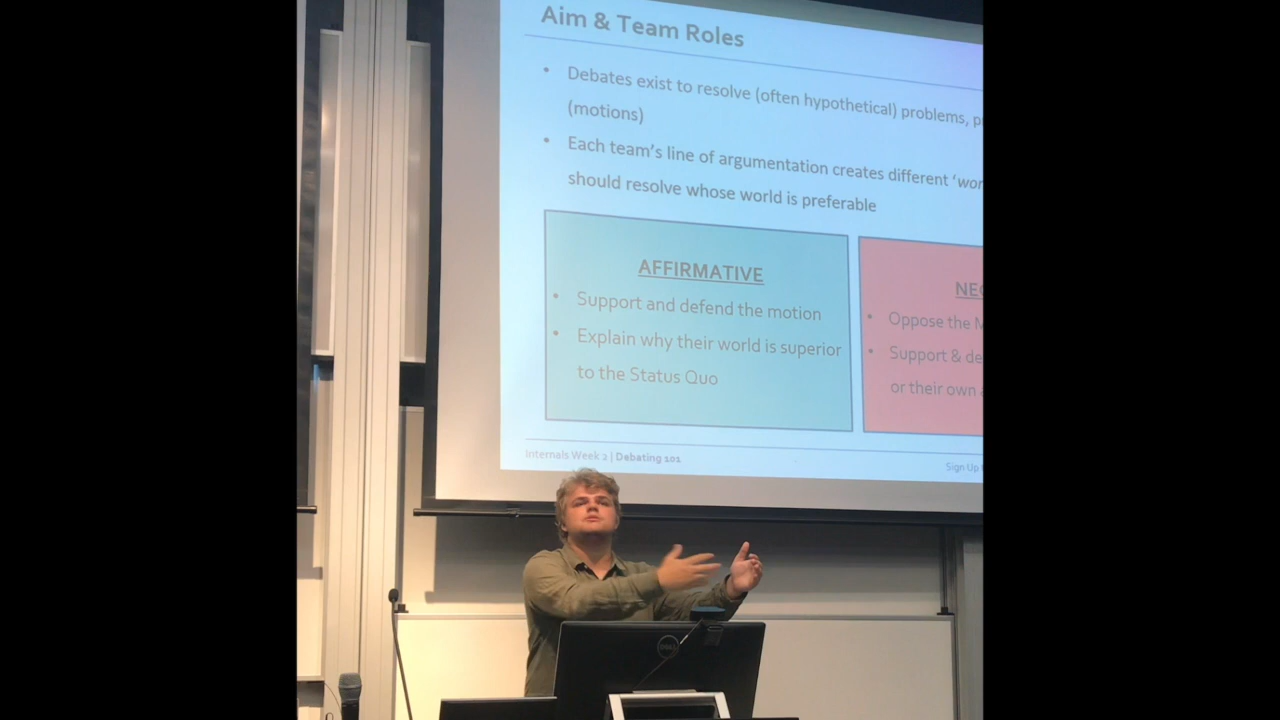 Aim & Team Roles
• Debates exist to resolve (often hypothetical) problems,
(motions)
• Each team's line of argumentation creates different
should resolve whose world is preferable
AFFIRMATIVE
• Support and defend the motion
• Explain why their world is superior
to the Status Quo
• Oppose the
• Support &
or their own
Internals Week 2 | Debating 101
Sign Up
DELL